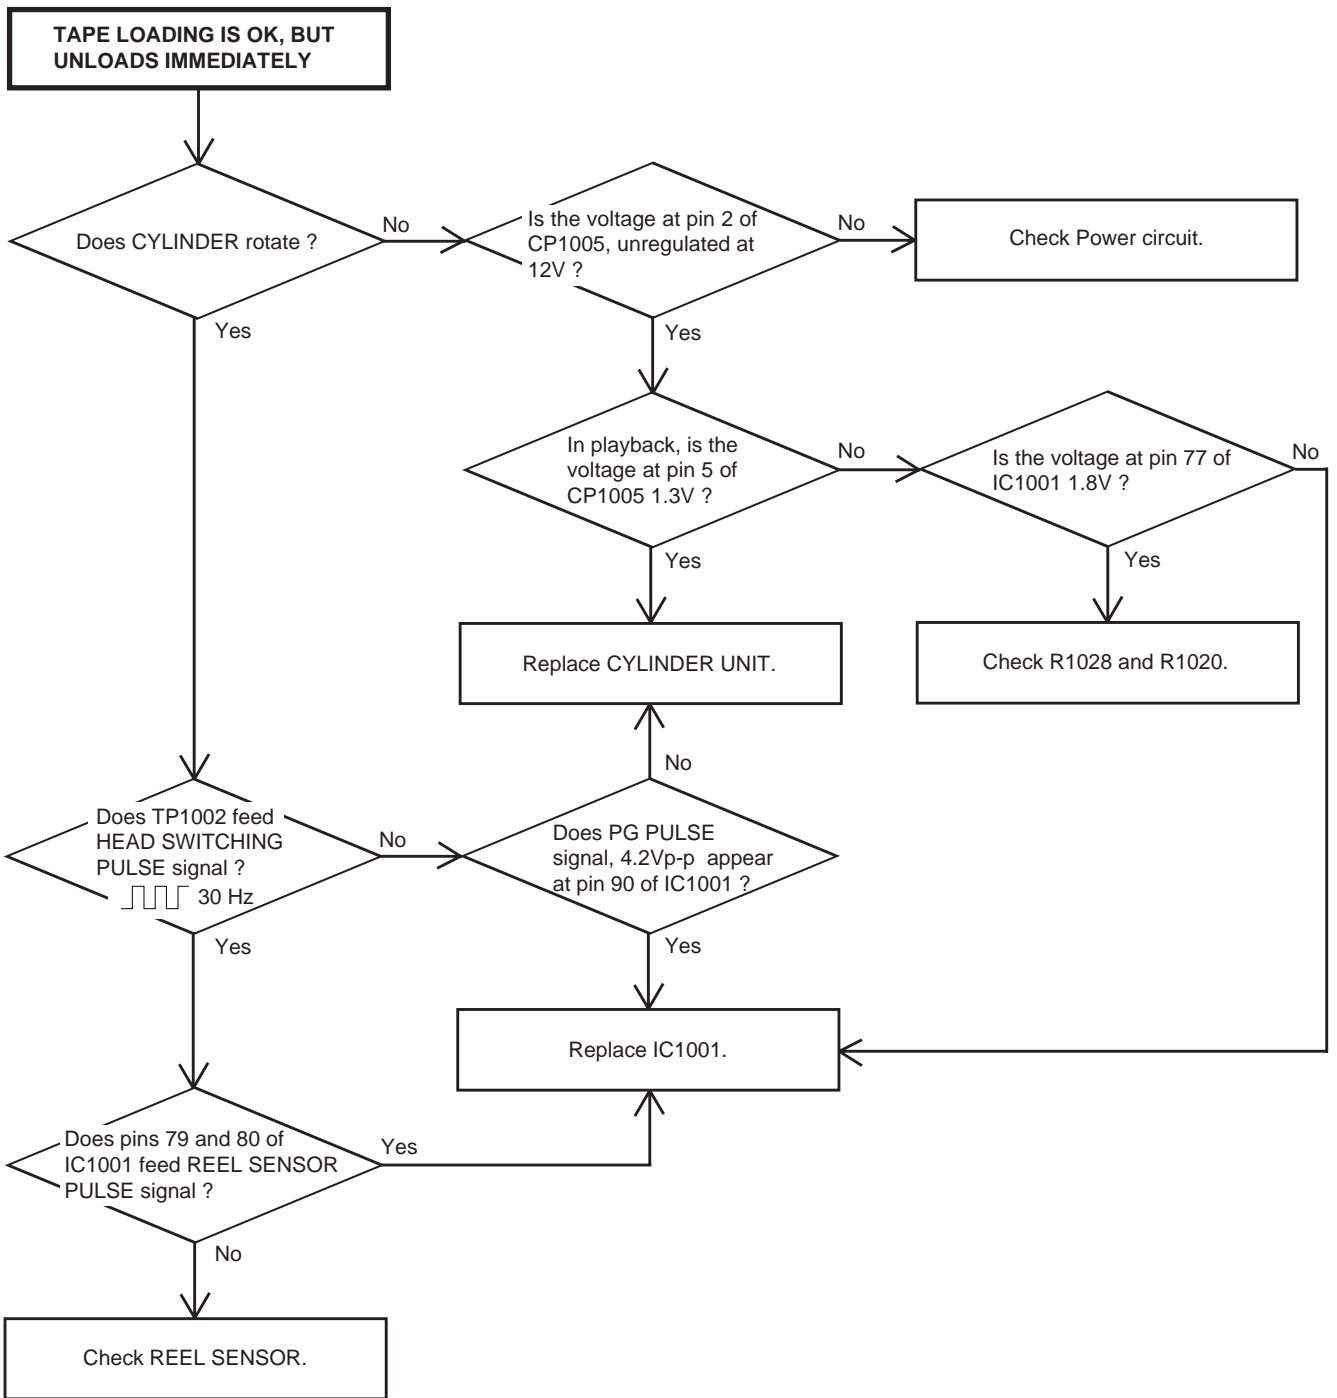 TAPE LOADING IS OK, BUT
UNLOADS IMMEDIATELY
Does CYLINDER rotate ?
No
Yes
Is the voltage at pin 2 of
CP1005, unregulated at
12V ?
No
Yes
Check Power circuit.
In playback, is the
voltage at pin 5 of
CP1005 1.3V ?
No
Yes
Is the voltage at pin 77 of
IC1001 1.8V ?
No
Yes
Replace CYLINDER UNIT.
Check R1028 and R1020.
Does TP1002 feed
HEAD SWITCHING
PULSE signal ?
30 Hz
No
Yes
No
Does PG PULSE
signal, 4.2Vp-p appear
at pin 90 of IC1001 ?
Yes
Replace IC1001.
Does pins 79 and 80 of
IC1001 feed REEL SENSOR
PULSE signal ?
Yes
No
Check REEL SENSOR.